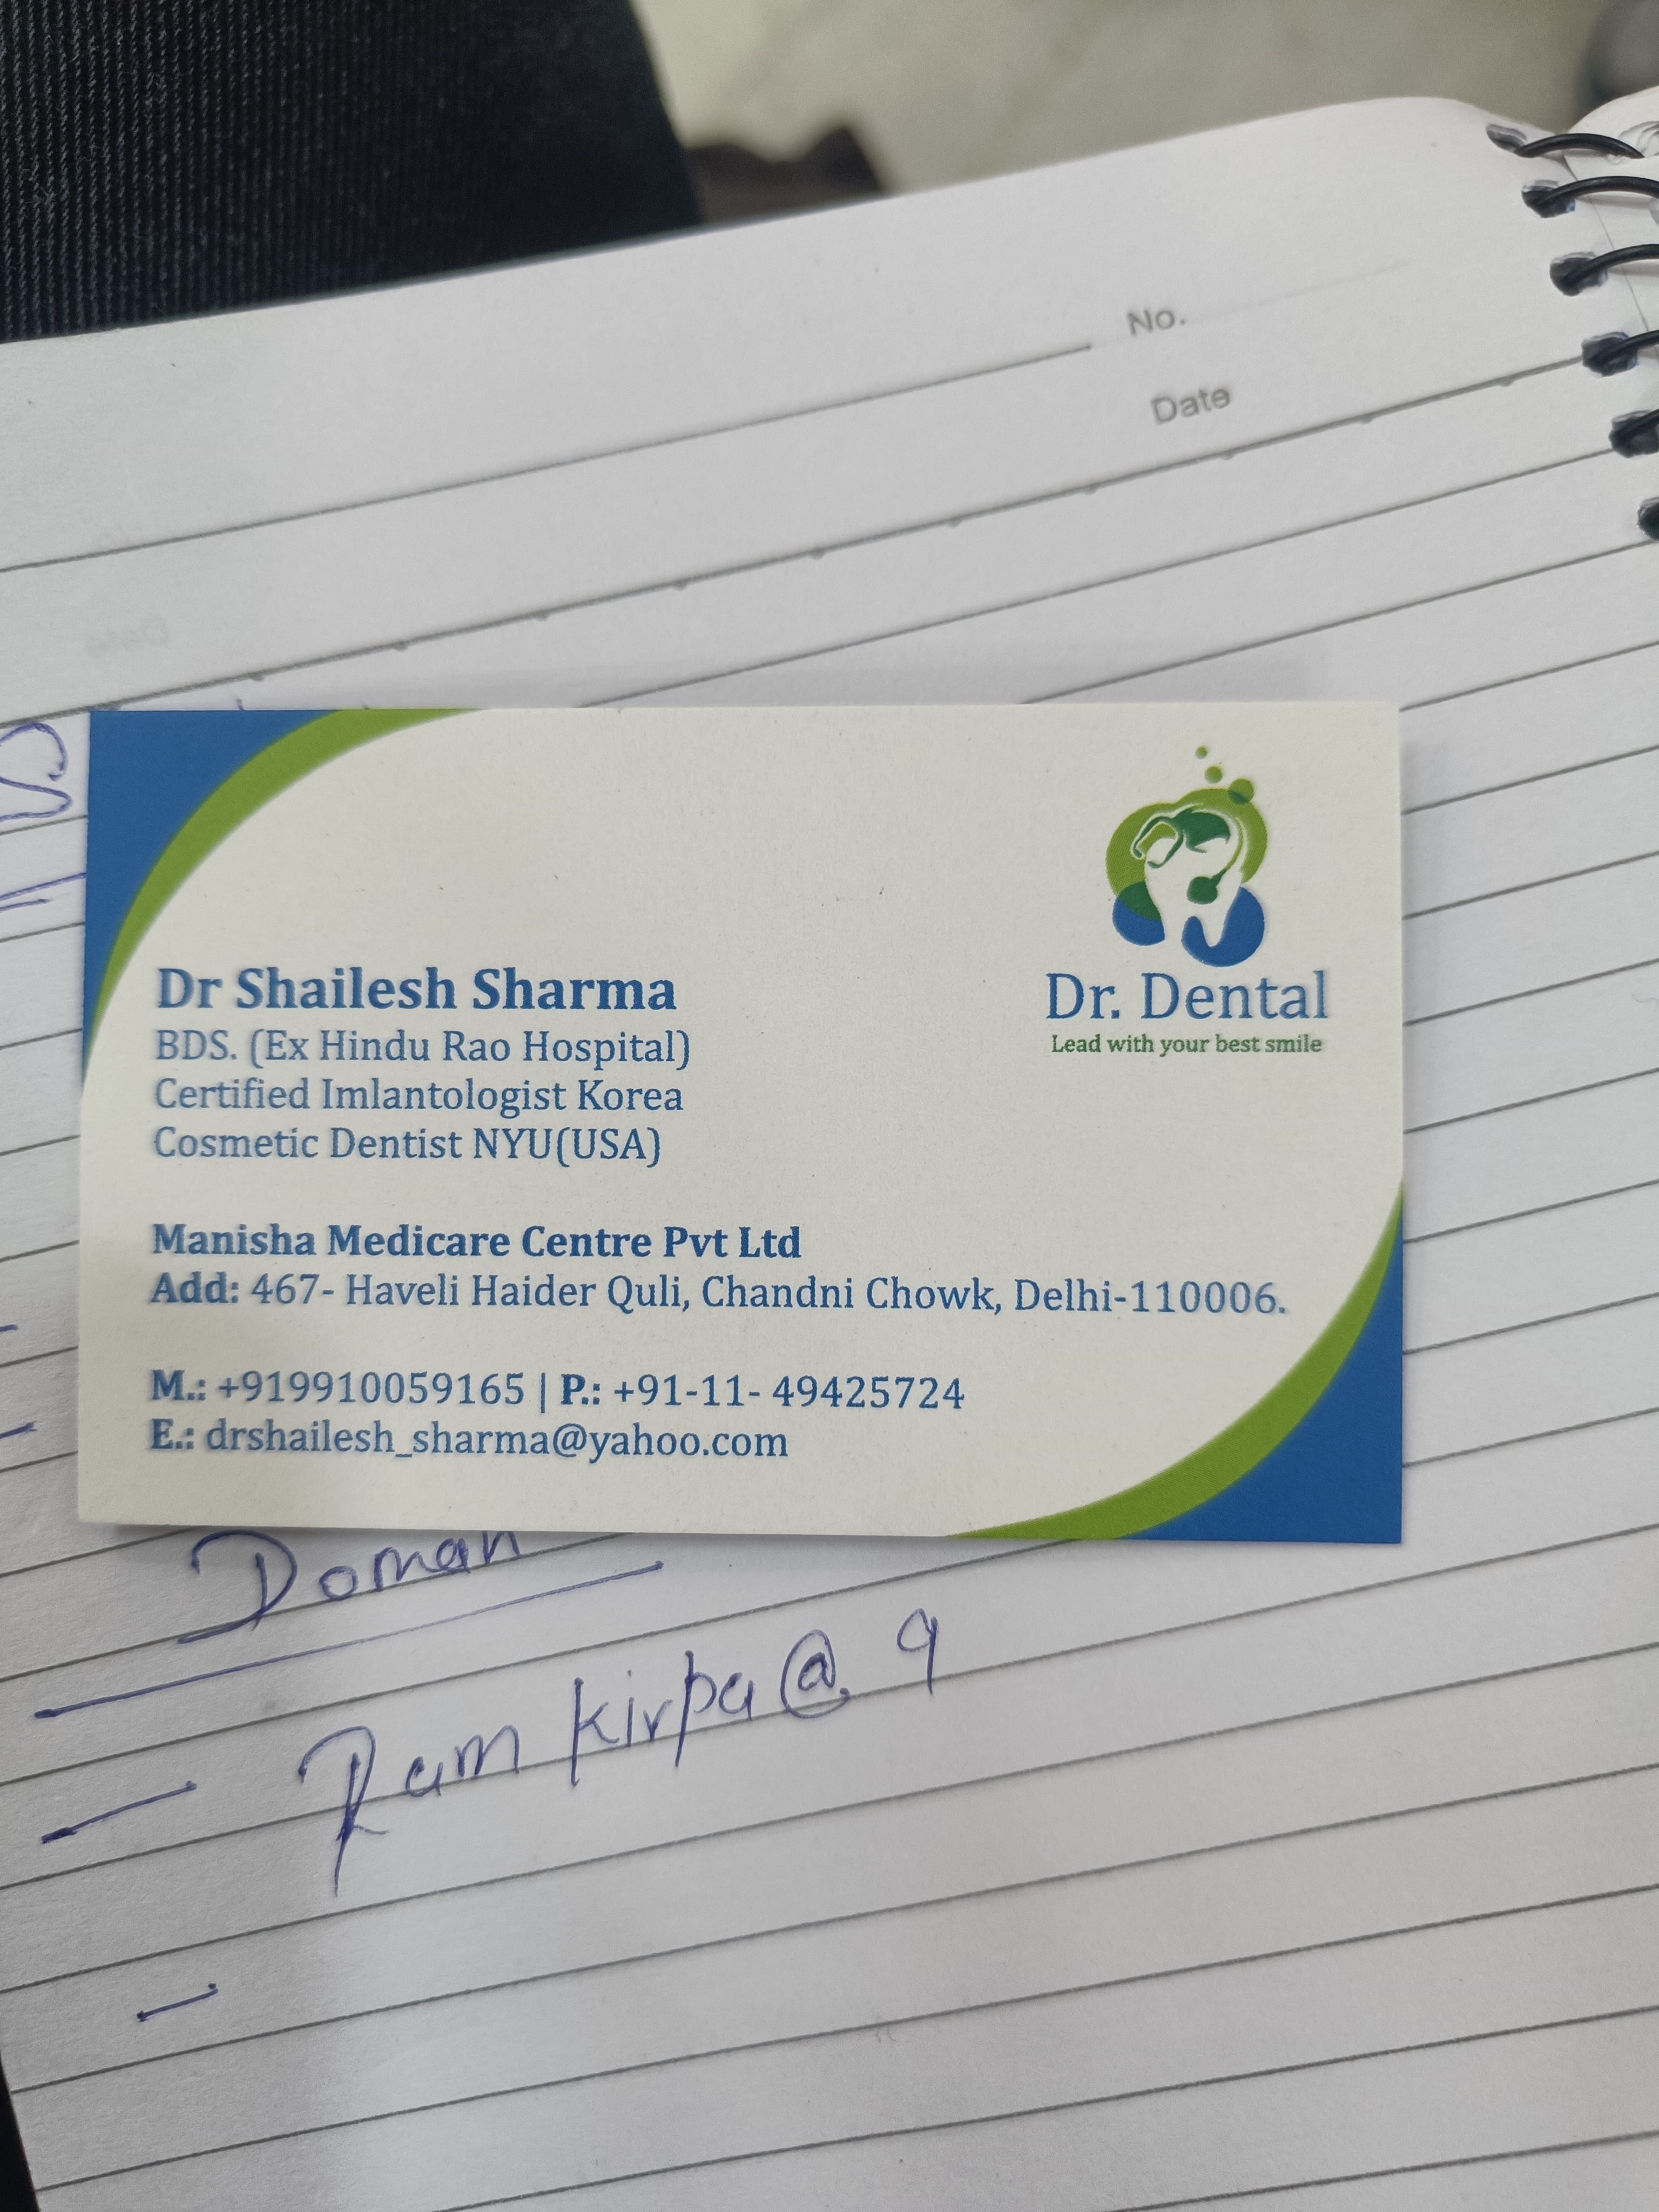 No.
Date
Dr. Dental
Lead with your best smile
Dr Shailesh Sharma
BDS. (Ex Hindu Rao Hospital)
Certified Imlantologist Korea
Cosmetic Dentist NYU(USA)
Manisha Medicare Centre Pvt Ltd
Add: 467- Haveli Haider Quli, Chandni Chowk, Delhi-110006.
M.: +919910059165 | P.: +91-11- 49425724
E.: drshailesh_sharma@yahoo.com
Doman
- Ram kirpa @ 9
-